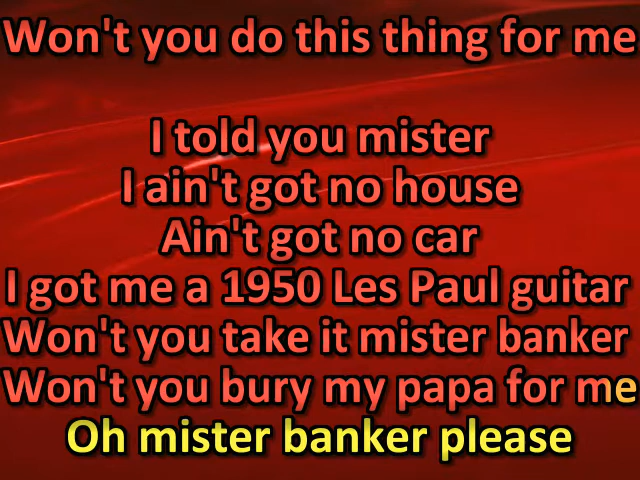 Won't you do this thing for me
I told you mister
I ain't got no house
Ain't got no car
I got me a 1950 Les Paul guitar
Won't you take it mister banker
Won't you bury my papa for me
Oh mister banker please